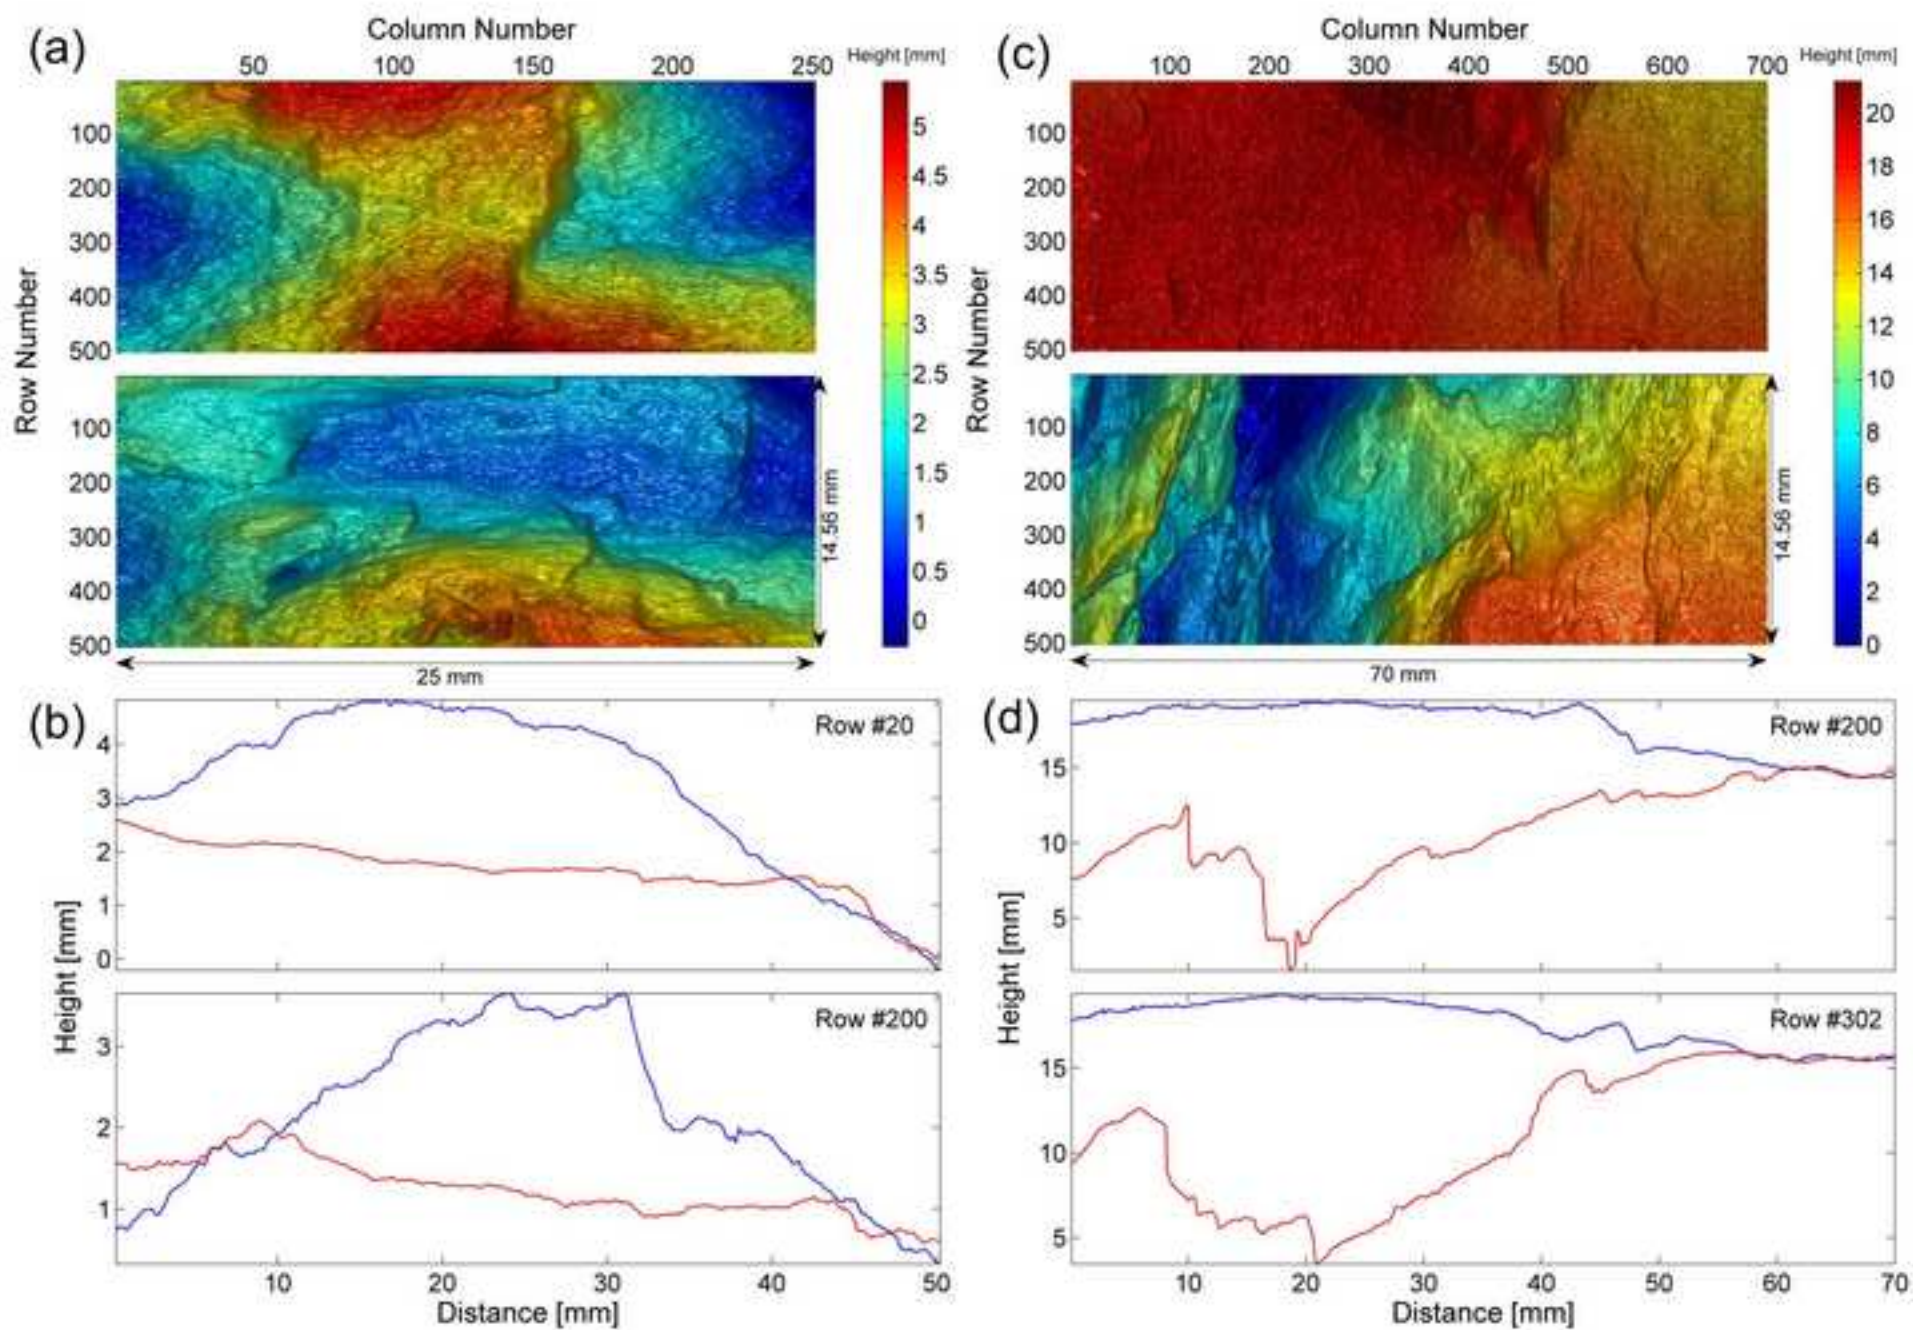 (a)
Column Number
50 100 150 200 250
Height [mm]
Row Number
100
200
300
400
500
100
200
300
400
500
5
4.5
4
3.5
3
2.5
2
1.5
1
0.5
0
14.56 mm
25 mm
(c)
Column Number
100 200 300 400 500 600 700
Height [mm]
Row Number
100
200
300
400
500
100
200
300
400
500
20
18
16
14
12
10
8
6
4
2
0
14.56 mm
70 mm
(b)
Row #20
4
3
2
1
0
Height [mm]
Row #200
3
2
1
10 20 30 40 50
Distance [mm]
(d)
Row #200
15
10
5
Height [mm]
Row #302
15
10
5
10 20 30 40 50 60 70
Distance [mm]